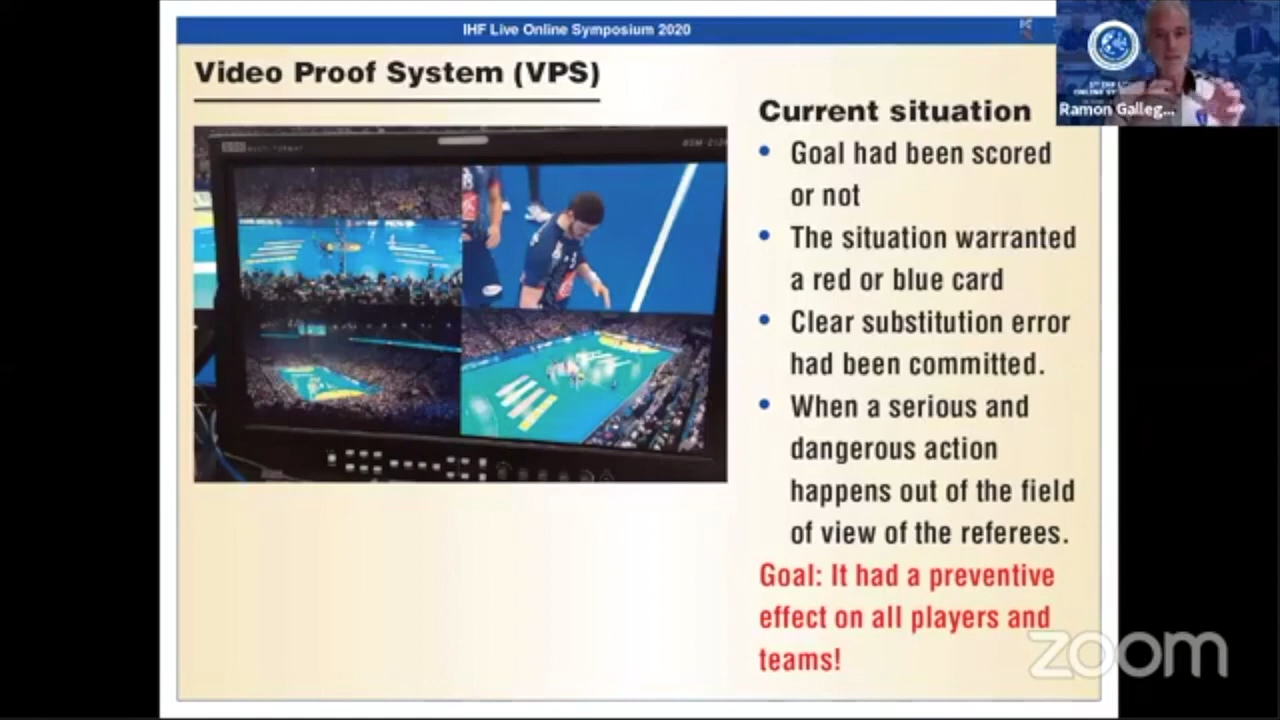 IHF Live Online Symposium 2020
Video Proof System (VPS)
Current situation
• Goal had been scored
or not
• The situation warranted
a red or blue card
• Clear substitution error
had been committed.
• When a serious and
dangerous action
happens out of the field
of view of the referees.
Goal: It had a preventive
effect on all players and
teams!
Ramon Galleg...
zoom